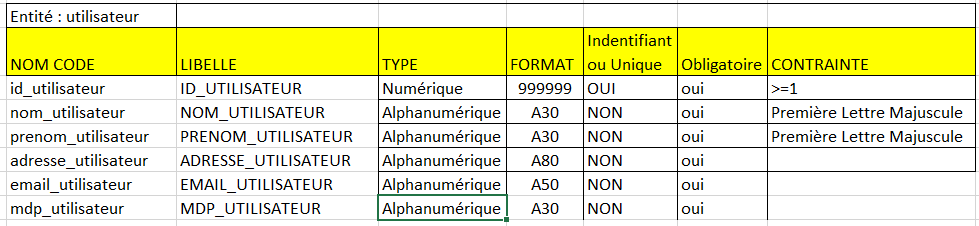 Entité : utilisateur
NOM CODE LIBELLE TYPE FORMAT Indentifiant ou Unique Obligatoire CONTRAINTE
id_utilisateur ID_UTILISATEUR Numérique 999999 OUI oui >=1
nom_utilisateur NOM_UTILISATEUR Alphanumérique A30 NON oui Première Lettre Majuscule
prenom_utilisateur PRENOM_UTILISATEUR Alphanumérique A30 NON oui Première Lettre Majuscule
adresse_utilisateur ADRESSE_UTILISATEUR Alphanumérique A80 NON oui
email_utilisateur EMAIL_UTILISATEUR Alphanumérique A50 NON oui
mdp_utilisateur MDP_UTILISATEUR Alphanumérique A30 NON oui